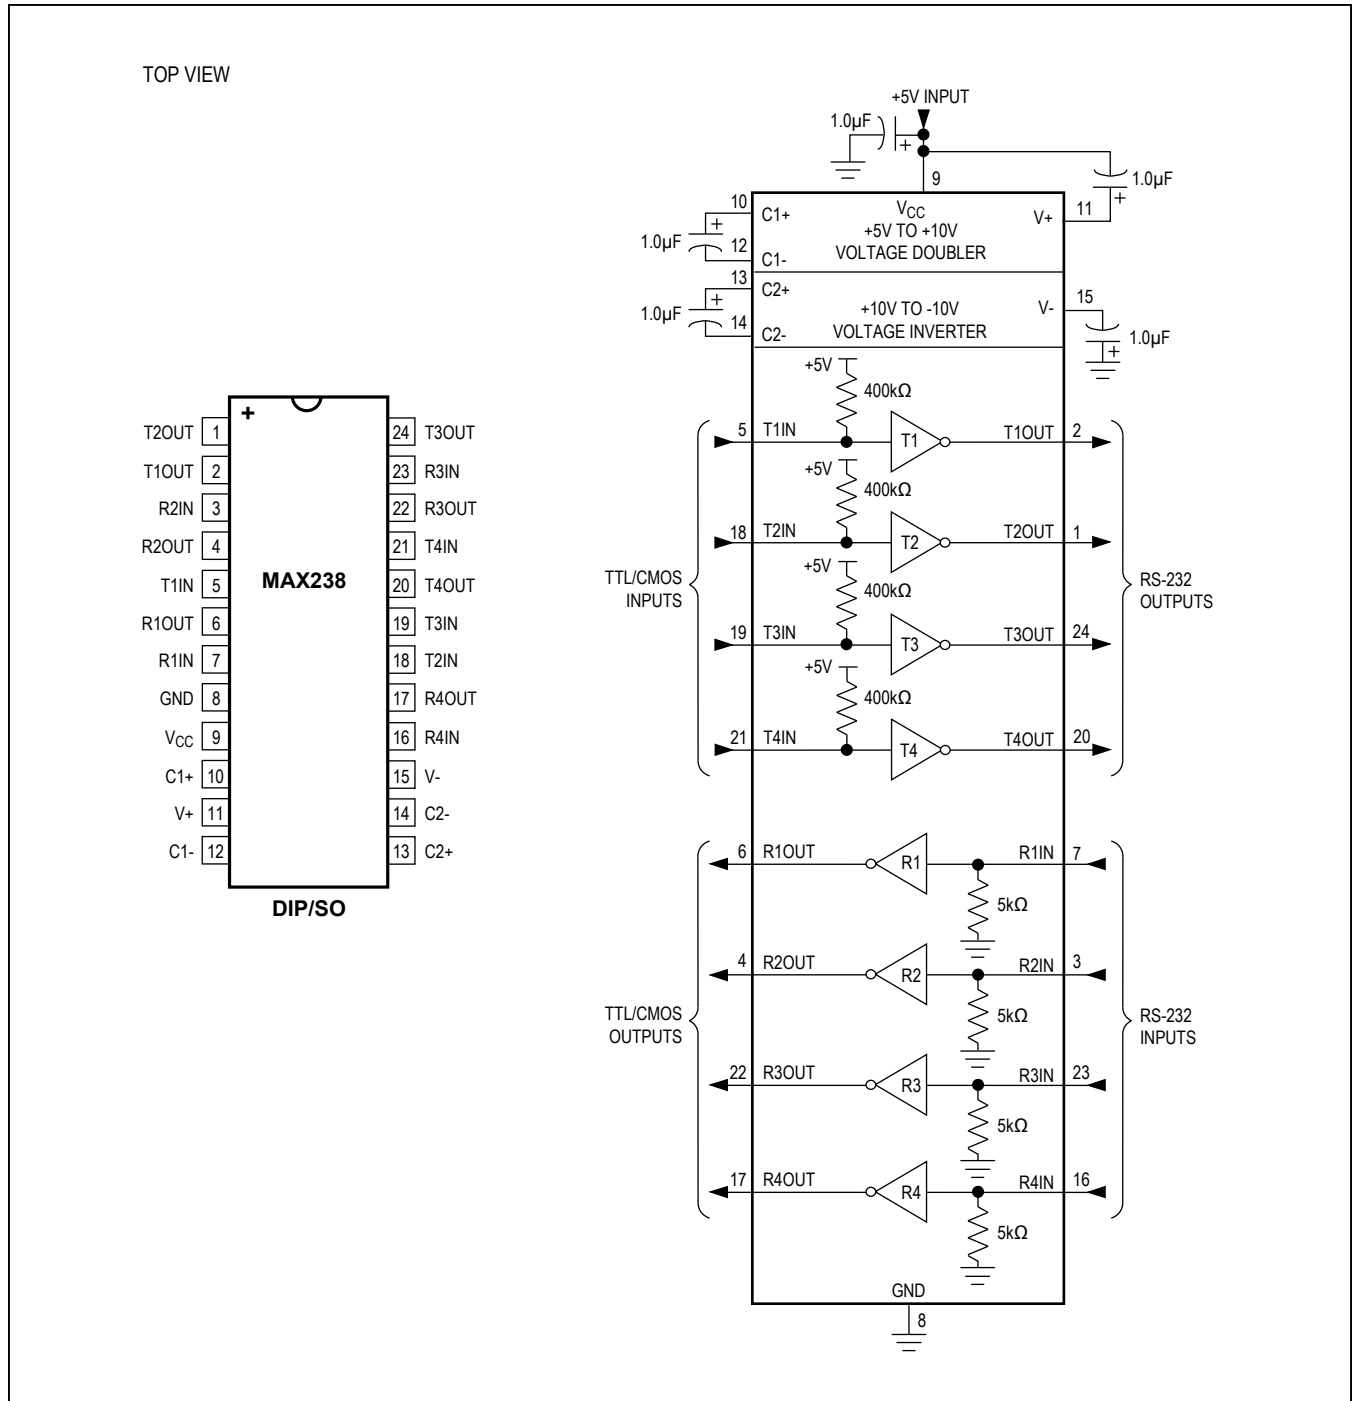 TOP VIEW
+
T2OUT 1
T1OUT 2
R2IN 3
R2OUT 4
T1IN 5
R1OUT 6
R1IN 7
GND 8
VCC 9
C1+ 10
V+ 11
C1- 12
MAX238
24 T3OUT
23 R3IN
22 R3OUT
21 T4IN
20 T4OUT
19 T3IN
18 T2IN
17 R4OUT
16 R4IN
15 V-
14 C2-
13 C2+
DIP/SO
+5V INPUT
1.0µF
+
9
1.0µF
+
10 C1+
VCC
+5V TO +10V
VOLTAGE DOUBLER
V+ 11
1.0µF
+
12 C1-
13 C2+
1.0µF
+
14 C2-
+10V TO -10V
VOLTAGE INVERTER
V- 15
1.0µF
+
+5V
400kΩ
5 T1IN T1 T1OUT 2
+5V
400kΩ
18 T2IN T2 T2OUT 1
+5V
400kΩ
TTL/CMOS
INPUTS
RS-232
OUTPUTS
19 T3IN T3 T3OUT 24
+5V
400kΩ
21 T4IN T4 T4OUT 20
6 R1OUT R1 R1IN 7
5kΩ
4 R2OUT R2 R2IN 3
5kΩ
TTL/CMOS
OUTPUTS
RS-232
INPUTS
22 R3OUT R3 R3IN 23
5kΩ
17 R4OUT R4 R4IN 16
5kΩ
GND
8